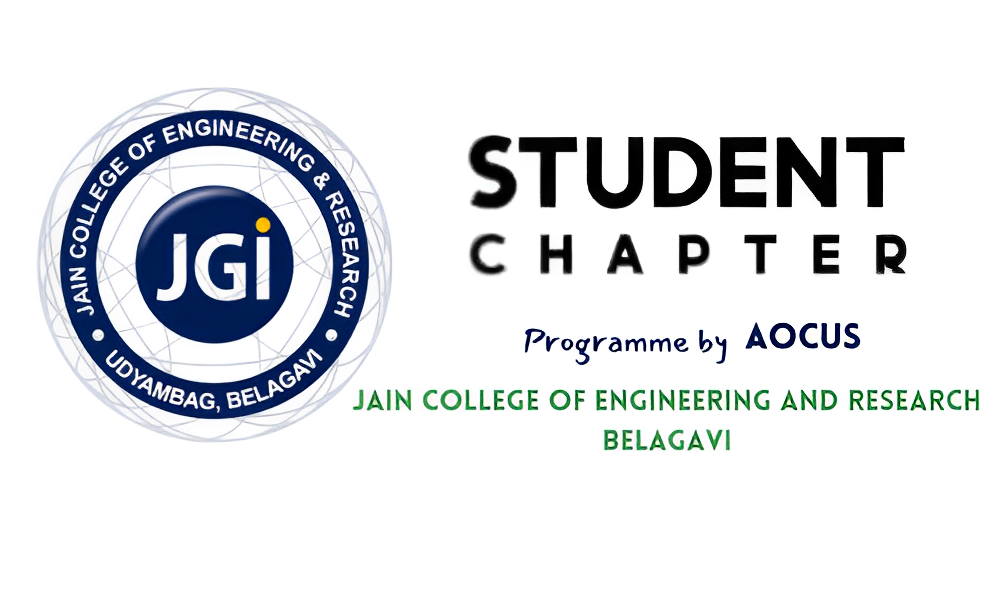 JAIN COLLEGE OF ENGINEERING & RESEARCH
JGi
UDYAMBAG, BELAGAVI
STUDENT
CHAPTER
Programme by AOCUS
JAIN COLLEGE OF ENGINEERING AND RESEARCH
BELAGAVI